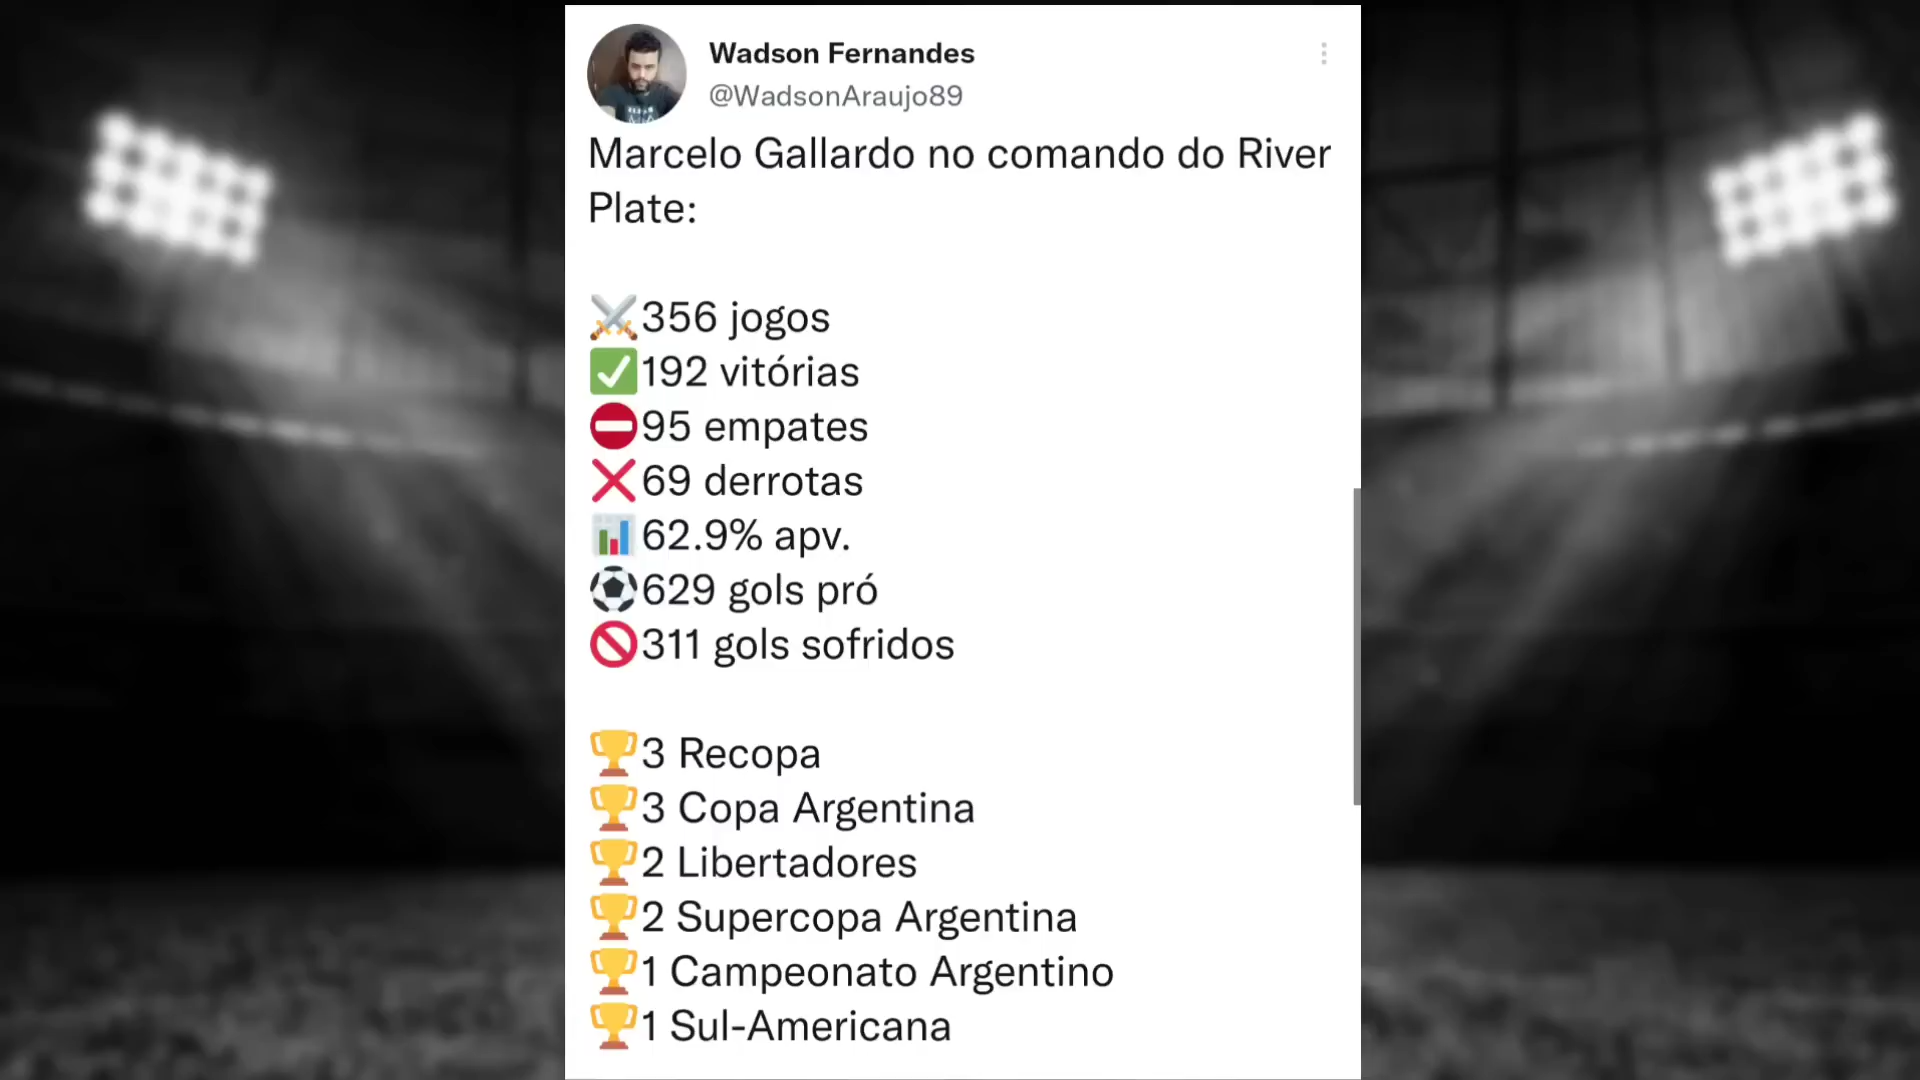 Wadson Fernandes
@WadsonAraujo89
Marcelo Gallardo no comando do River
Plate:
356 jogos
192 vitórias
95 empates
69 derrotas
62.9% apv.
629 gols pró
311 gols sofridos
3 Recopa
3 Copa Argentina
2 Libertadores
2 Supercopa Argentina
1 Campeonato Argentino
1 Sul-Americana